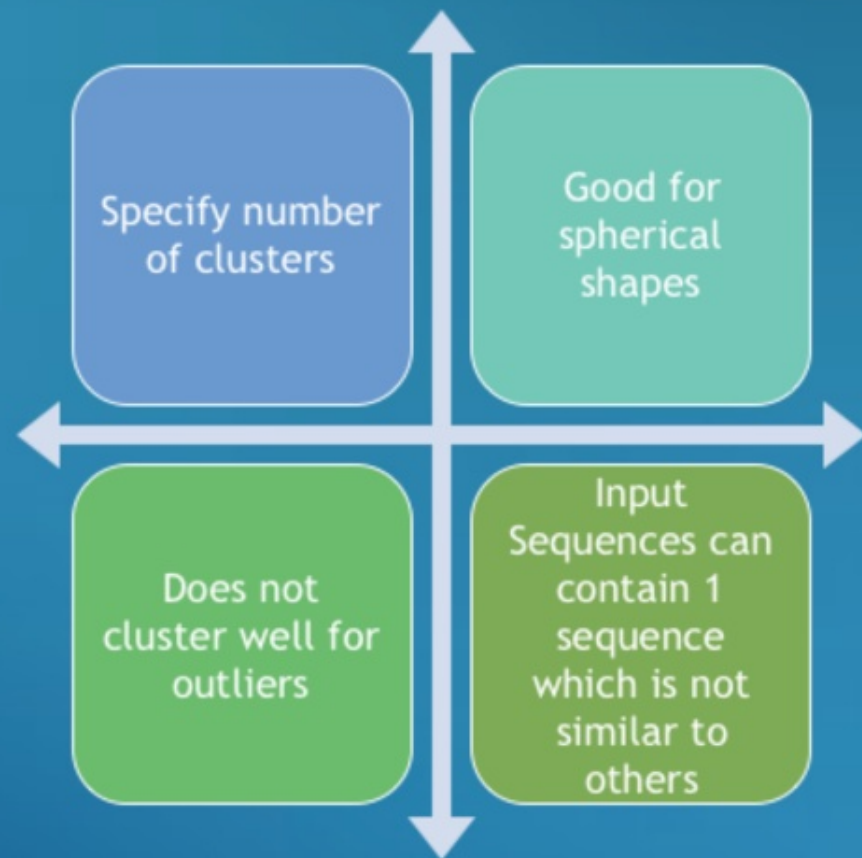 Specify number
of clusters
Good for
spherical
shapes
Does not
cluster well for
outliers
Input
Sequences can
contain 1
sequence
which is not
similar to
others